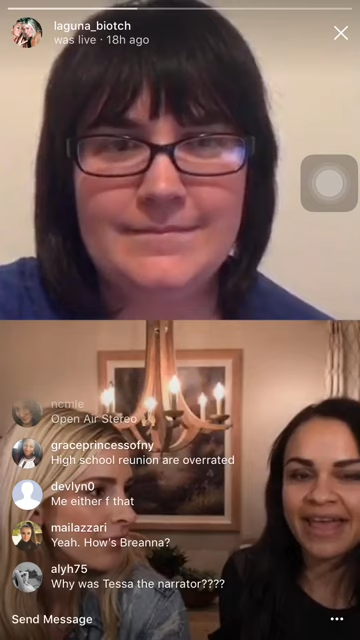 laguna_biotch
was live · 18h ago
ncmle
Open Air Stereo
graceprincessofny
High school reunion are overrated
devlyn0
Me either f that
mailazzari
Yeah. How's Breanna?
alyh75
Why was Tessa the narrator????
Send Message